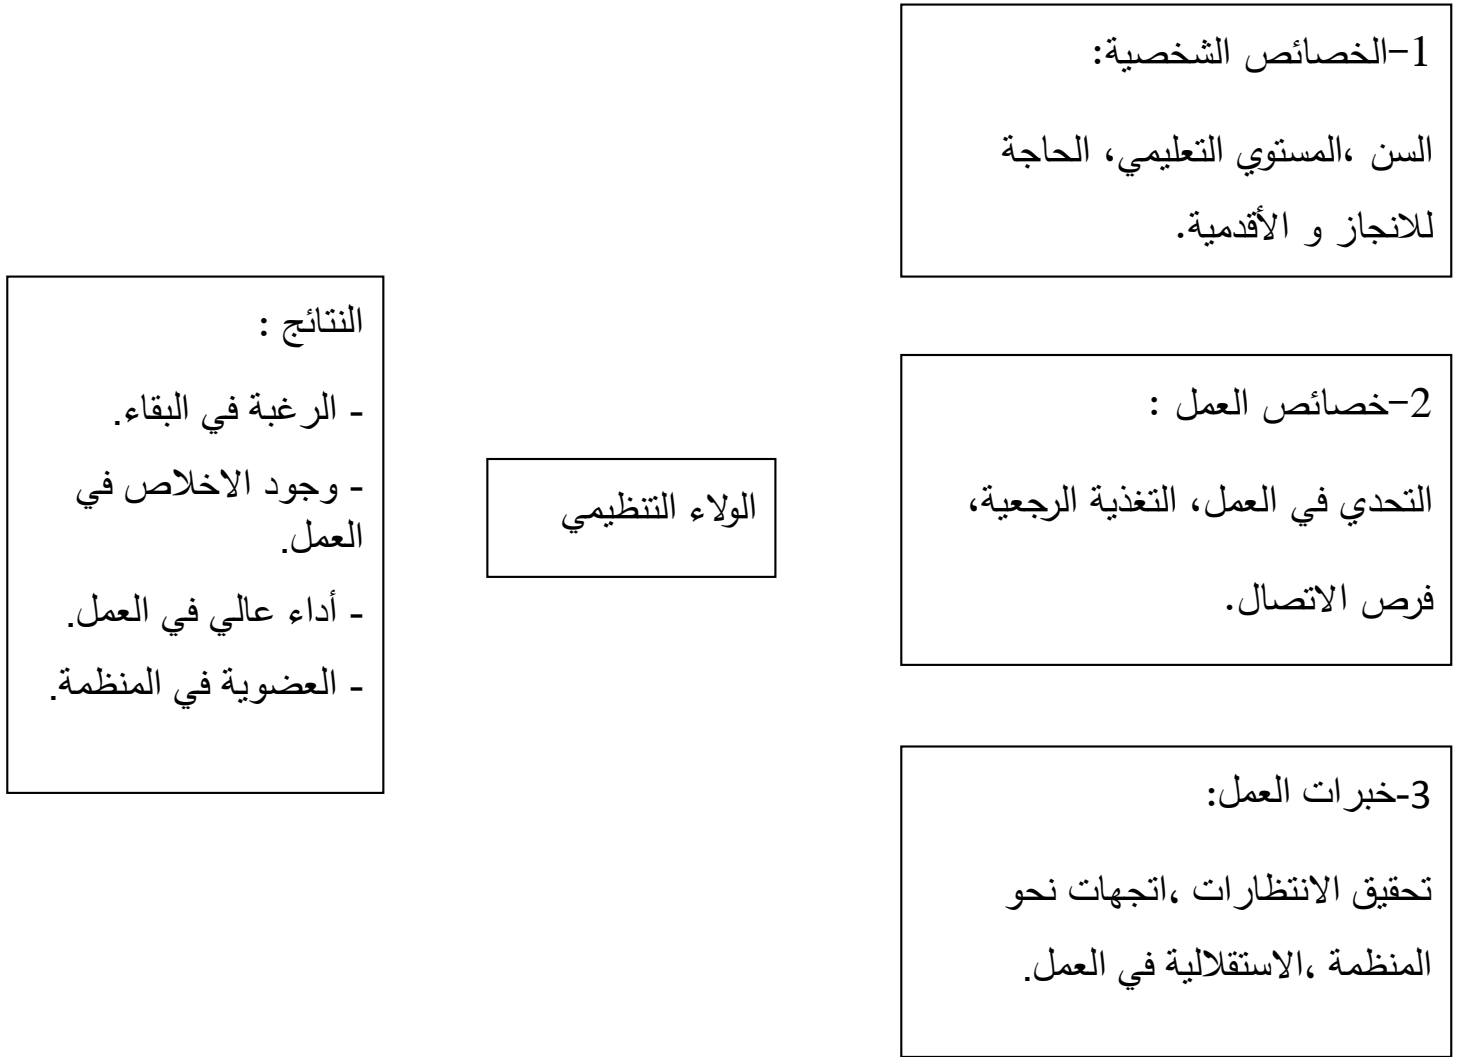 1-الخصائص الشخصية:
السن ،المستوي التعليمي، الحاجة
للانجاز و الأقدمية.
2-خصائص العمل :
التحدي في العمل، التغذية الرجعية،
فرص الاتصال.
3-خبرات العمل:
تحقيق الانتظارات ،اتجهات نحو
المنظمة ،الاستقلالية في العمل.
الولاء التنظيمي
النتائج :
- الرغبة في البقاء.
- وجود الاخلاص في
العمل.
- أداء عالي في العمل.
- العضوية في المنظمة.